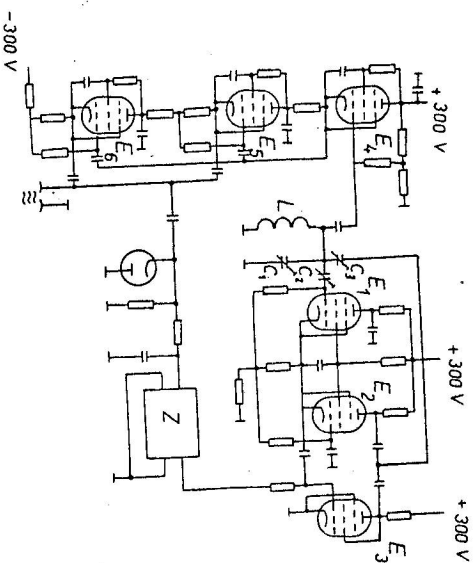 -300 V
+300 V
+300 V
+300 V
E₆
E₅
E₄
L
C₁
C₂
C₃
E₁
E₂
E₃
Z